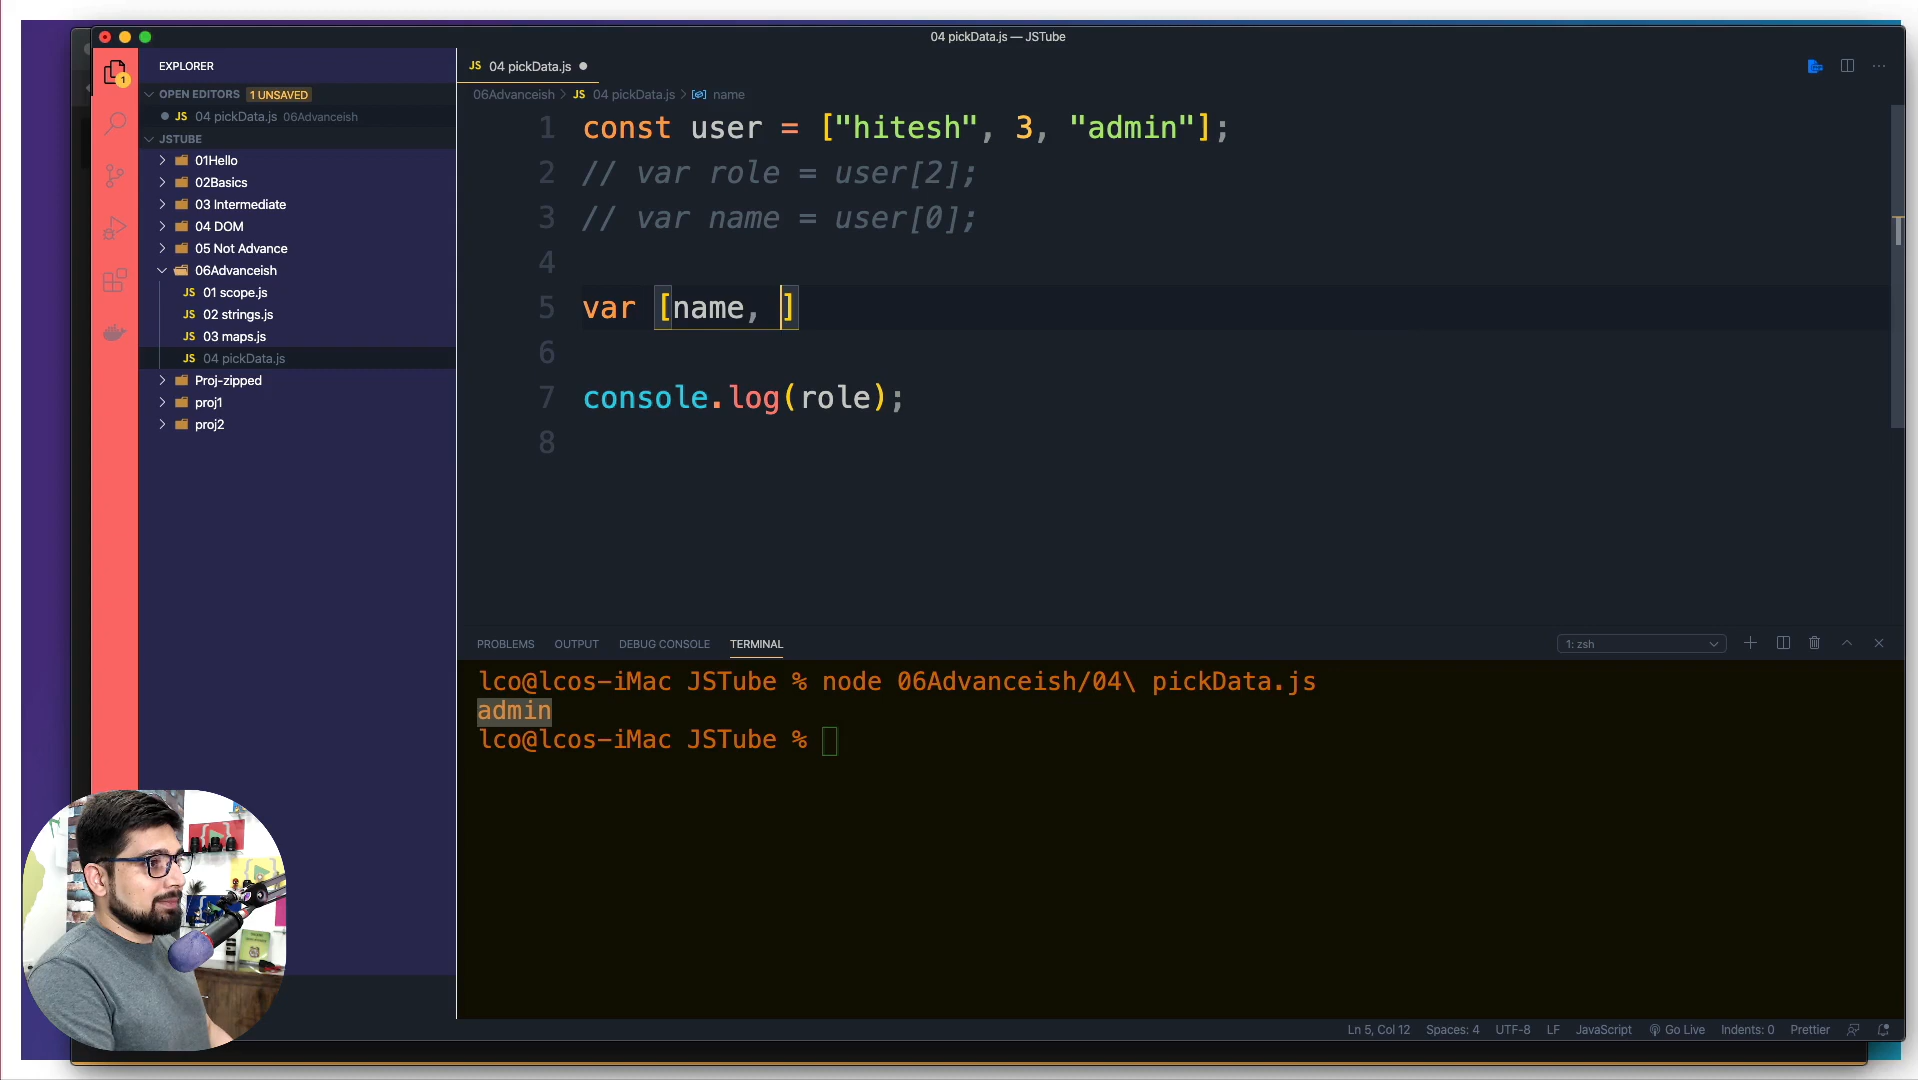 04 pickData.js — JSTube
EXPLORER
OPEN EDITORS 1 UNSAVED
JS 04 pickData.js 06Advanceish
JSTUBE
01Hello
02Basics
03 Intermediate
04 DOM
05 Not Advance
06Advanceish
JS 01 scope.js
JS 02 strings.js
JS 03 maps.js
JS 04 pickData.js
Proj-zipped
proj1
proj2
1
JS 04 pickData.js
06Advanceish > JS 04 pickData.js > name
1 const user = ["hitesh", 3, "admin"];
2 // var role = user[2];
3 // var name = user[0];
4
5 var [name, ]
6
7 console.log(role);
8
PROBLEMS OUTPUT DEBUG CONSOLE TERMINAL 1: zsh
lco@lcos-iMac JSTube % node 06Advanceish/04\ pickData.js
admin
lco@lcos-iMac JSTube %
Ln 5, Col 12 Spaces: 4 UTF-8 LF JavaScript Go Live Indents: 0 Prettier